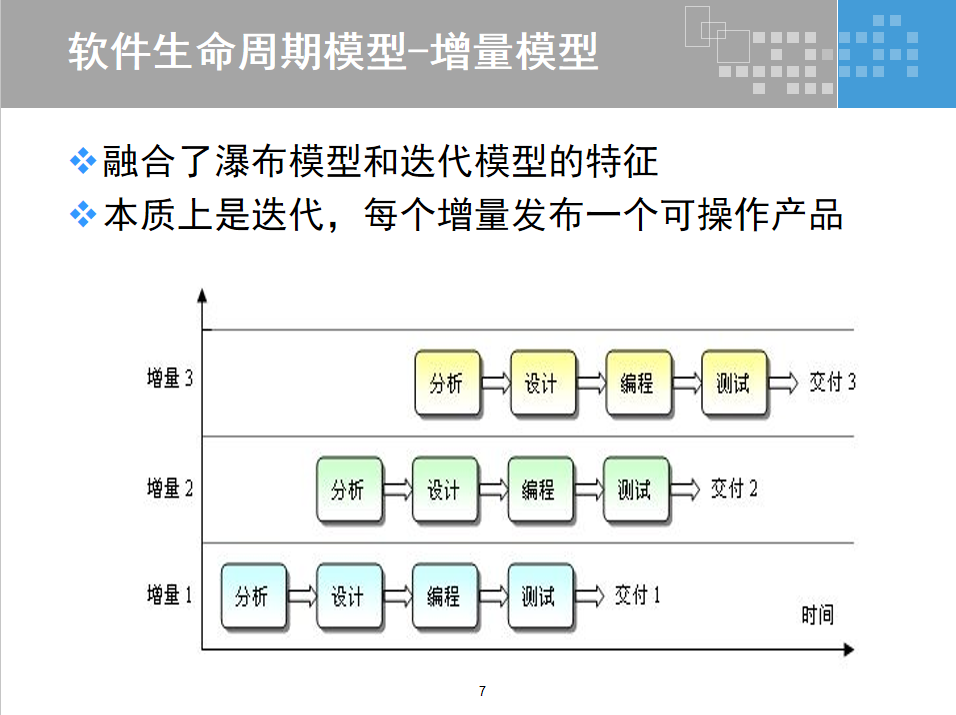 软件生命周期模型-增量模型
融合了瀑布模型和迭代模型的特征
本质上是迭代，每个增量发布一个可操作产品
增量 3
分析
设计
编程
测试
交付 3
增量 2
分析
设计
编程
测试
交付 2
增量 1
分析
设计
编程
测试
交付 1
时间
7